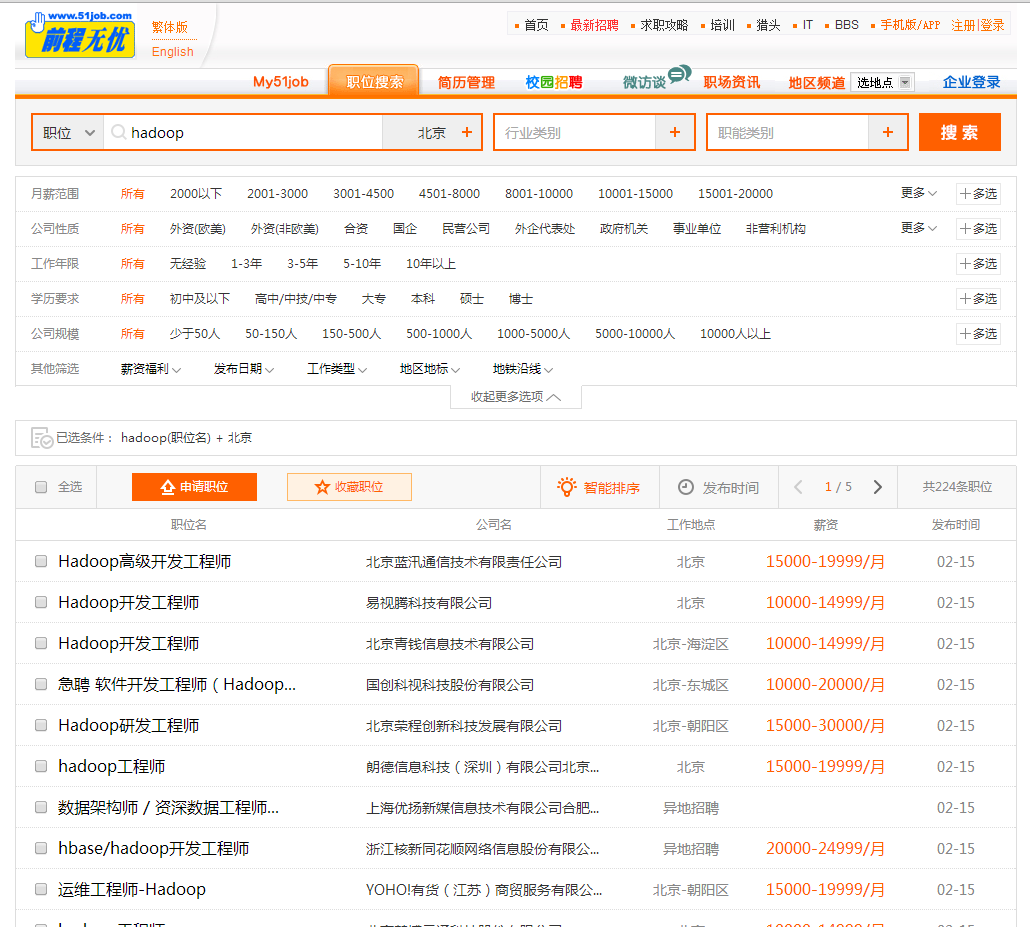 www.51job.com
前程无忧
繁体版
English
首页 最新招聘 求职攻略 培训 猎头 IT BBS 手机版/APP 注册|登录
My51job 职位搜索 简历管理 校园招聘 微访谈 职场资讯 地区频道 选地点 企业登录
职位 hadoop 北京 + 行业类别 + 职能类别 + 搜 索
月薪范围 所有 2000以下 2001-3000 3001-4500 4501-8000 8001-10000 10001-15000 15001-20000 更多 +多选
公司性质 所有 外资(欧美) 外资(非欧美) 合资 国企 民营公司 外企代表处 政府机关 事业单位 非营利机构 更多 +多选
工作年限 所有 无经验 1-3年 3-5年 5-10年 10年以上 +多选
学历要求 所有 初中及以下 高中/中技/中专 大专 本科 硕士 博士 +多选
公司规模 所有 少于50人 50-150人 150-500人 500-1000人 1000-5000人 5000-10000人 10000人以上 +多选
其他筛选 薪资福利 发布日期 工作类型 地区地标 地铁沿线
收起更多选项
已选条件： hadoop(职位名) + 北京
全选 申请职位 收藏职位 智能排序 发布时间 1 / 5 共224条职位
职位名 公司名 工作地点 薪资 发布时间
Hadoop高级开发工程师 北京蓝汛通信技术有限责任公司 北京 15000-19999/月 02-15
Hadoop开发工程师 易视腾科技有限公司 北京 10000-14999/月 02-15
Hadoop开发工程师 北京青钱信息技术有限公司 北京-海淀区 10000-14999/月 02-15
急聘 软件开发工程师（Hadoop... 国创科视科技股份有限公司 北京-东城区 10000-20000/月 02-15
Hadoop研发工程师 北京荣程创新科技发展有限公司 北京-朝阳区 15000-30000/月 02-15
hadoop工程师 朗德信息科技（深圳）有限公司北京... 北京 15000-19999/月 02-15
数据架构师 / 资深数据工程师... 上海优扬新媒信息技术有限公司合肥... 异地招聘 02-15
hbase/hadoop开发工程师 浙江核新同花顺网络信息股份有限公... 异地招聘 20000-24999/月 02-15
运维工程师-Hadoop YOHO!有货（江苏）商贸服务有限公... 北京-朝阳区 15000-19999/月 02-15